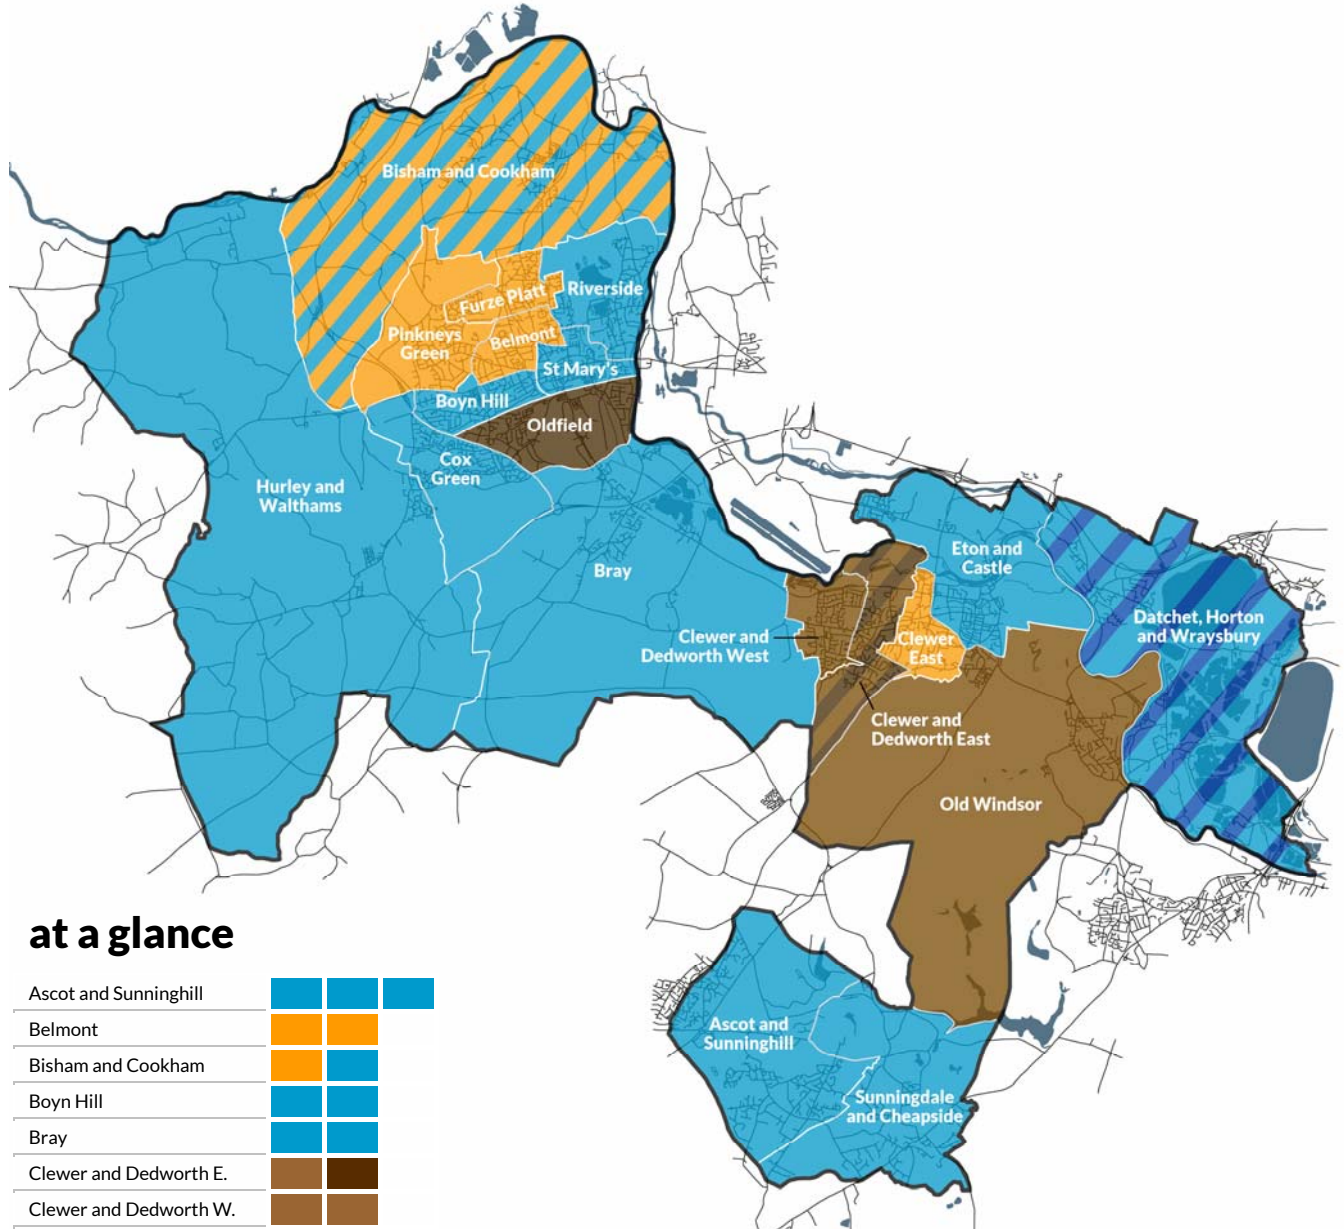 Bisham and Cookham
Riverside
Furze Platt
Pinkneys
Green
Belmont
St Mary's
Boyn Hill
Oldfield
Cox
Green
Hurley and
Walthams
Bray
Eton and
Castle
Datchet, Horton
and Wraysbury
Clewer and
Dedworth West
Clewer
East
Clewer and
Dedworth East
Old Windsor
Ascot and
Sunninghill
Sunningdale
and Cheapside
at a glance
Ascot and Sunninghill
Belmont
Bisham and Cookham
Boyn Hill
Bray
Clewer and Dedworth E.
Clewer and Dedworth W.